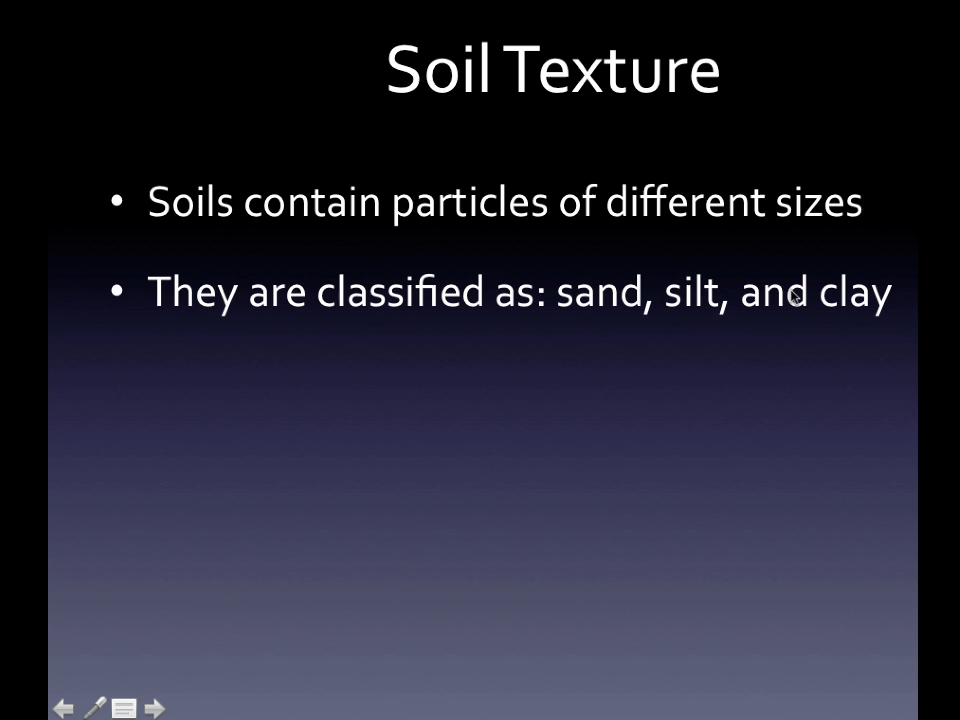 Soil Texture
• Soils contain particles of different sizes
• They are classified as: sand, silt, and clay